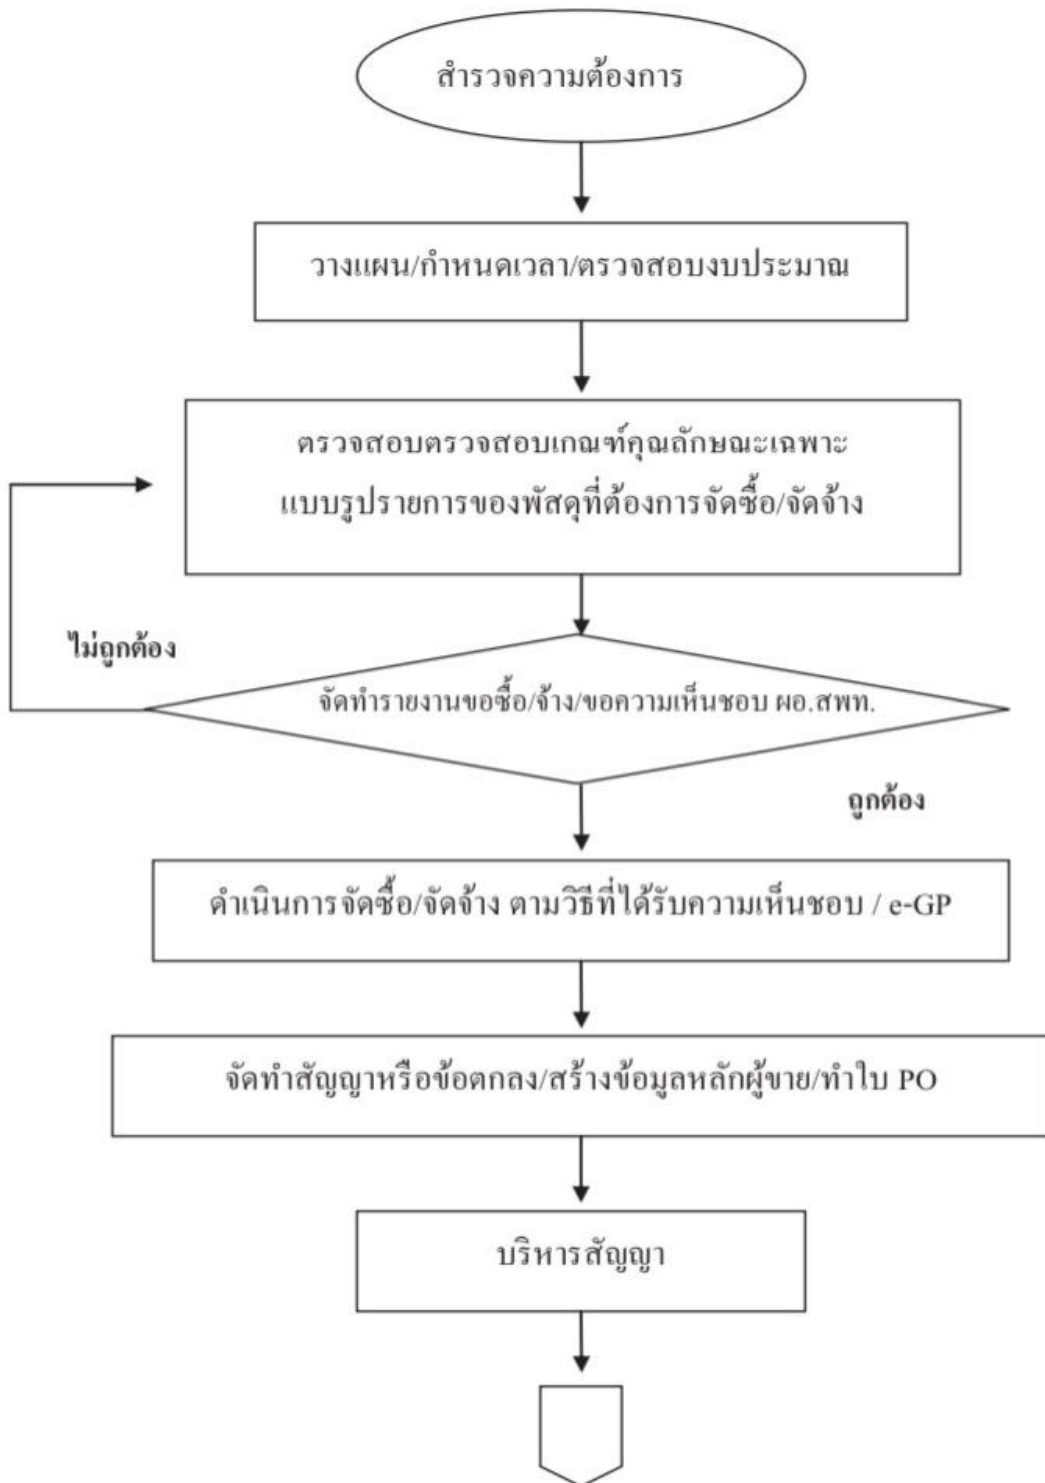 สำรวจความต้องการ
วางแผน/กำหนดเวลา/ตรวจสอบงบประมาณ
ตรวจสอบตรวจสอบเกณฑ์คุณลักษณะเฉพาะ
แบบรูปรายการของพัสดุที่ต้องการจัดซื้อ/จัดจ้าง
ไม่ถูกต้อง
จัดทำรายงานขอซื้อ/จ้าง/ขอความเห็นชอบ ผอ.สพท.
ถูกต้อง
ดำเนินการจัดซื้อ/จัดจ้าง ตามวิธีที่ได้รับความเห็นชอบ / e-GP
จัดทำสัญญาหรือข้อตกลง/สร้างข้อมูลหลักผู้ขาย/ทำใบ PO
บริหารสัญญา